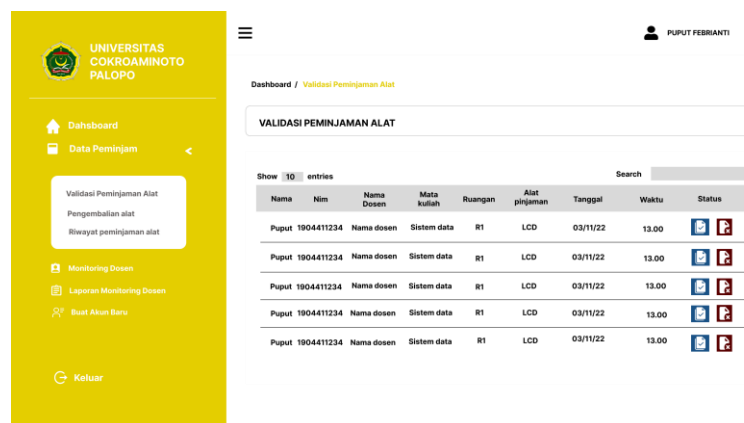 UNIVERSITAS
COKROAMINOTO
PALOPO
Dahsboard
Data Peminjam <
Validasi Peminjaman Alat
Pengembalian alat
Riwayat peminjaman alat
Monitoring Dosen
Laporan Monitoring Dosen
Buat Akun Baru
Keluar
PUPUT FEBRIANTI
Dashboard / Validasi Peminjaman Alat
VALIDASI PEMINJAMAN ALAT
Show 10 entries
Search
Nama Nim Nama Dosen Mata kuliah Ruangan Alat pinjaman Tanggal Waktu Status
Puput 1904411234 Nama dosen Sistem data R1 LCD 03/11/22 13.00
Puput 1904411234 Nama dosen Sistem data R1 LCD 03/11/22 13.00
Puput 1904411234 Nama dosen Sistem data R1 LCD 03/11/22 13.00
Puput 1904411234 Nama dosen Sistem data R1 LCD 03/11/22 13.00
Puput 1904411234 Nama dosen Sistem data R1 LCD 03/11/22 13.00